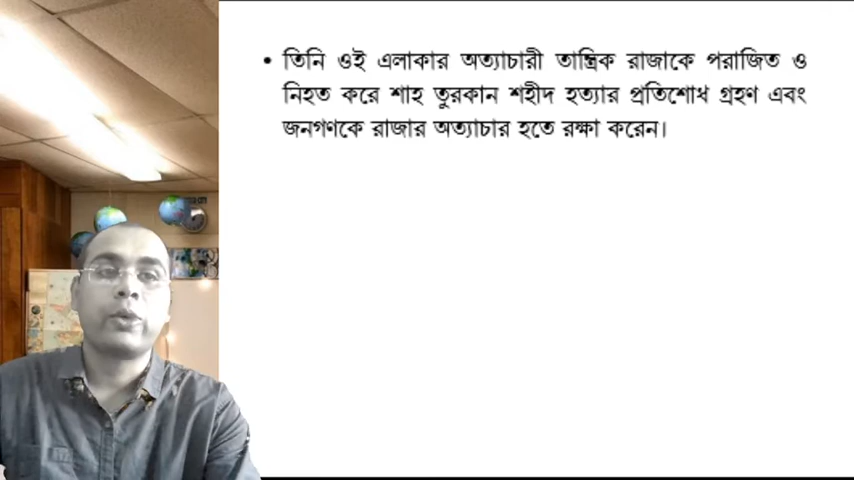 • তিনি ওই এলাকার অত্যাচারী তান্ত্রিক রাজাকে পরাজিত ও
নিহত করে শাহ তুরকান শহীদ হত্যার প্রতিশোধ গ্রহণ এবং
জনগণকে রাজার অত্যাচার হতে রক্ষা করেন।